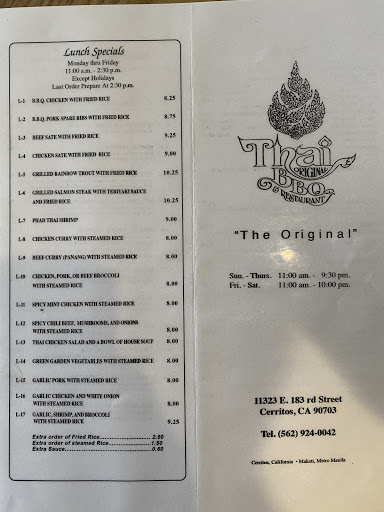 Lunch Specials
Monday thru Friday
11:00 a.m. - 2:30 p.m.
Except Holidays
Last Order Prepare At 2:30 p.m.
L-1 B.B.Q. CHICKEN WITH FRIED RICE 8.25
L-2 B.B.Q. PORK SPARE RIBS WITH FRIED RICE 8.75
L-3 BEEF SATE WITH FRIED RICE 9.25
L-4 CHICKEN SATE WITH FRIED RICE 9.00
L-5 GRILLED RAINBOW TROUT WITH FRIED RICE 10.25
L-6 GRILLED SALMON STEAK WITH TERIYAKI SAUCE
AND FRIED RICE 10.25
L-7 PHAD THAI SHRIMP 9.00
L-8 CHICKEN CURRY WITH STEAMED RICE 8.00
L-9 BEEF CURRY (PANANG) WITH STEAMED RICE 8.00
L-10 CHICKEN, PORK, OR BEEF BROCCOLI
WITH STEAMED RICE 8.00
L-11 SPICY MINT CHICKEN WITH STEAMED RICE 8.00
L-12 SPICY CHILI BEEF, MUSHROOMS, AND ONIONS
WITH STEAMED RICE 8.00
L-13 THAI CHICKEN SALAD AND A BOWL OF HOUSE SOUP 8.00
L-14 GREEN GARDEN VEGETABLES WITH STEAMED RICE 8.00
L-15 GARLIC PORK WITH STEAMED RICE 8.00
L-16 GARLIC CHICKEN AND WHITE ONION
WITH STEAMED RICE 8.00
L-17 GARLIC, SHRIMP, AND BROCCOLI
WITH STEAMED RICE 9.25
Extra order of Fried Rice 2.50
Extra order of steamed Rice 1.50
Extra Sauce 0.50
Thai
ORIGINAL
BBQ
RESTAURANT
"The Original"
Sun. - Thurs. 11:00 am. - 9:30 pm.
Fri. - Sat. 11:00 am. - 10:00 pm.
11323 E. 183 rd Street
Cerritos, CA 90703
Tel. (562) 924-0042
Cerritos, California • Makati, Metro Manila